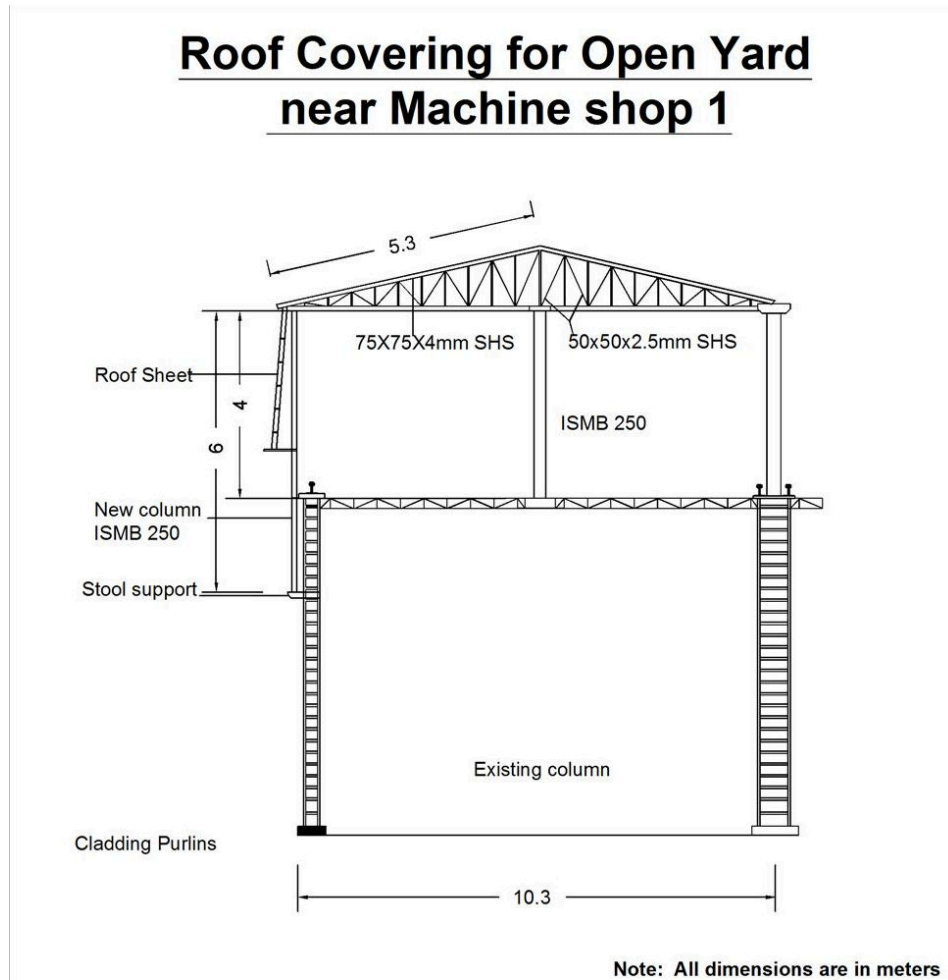 Roof Covering for Open Yard
near Machine shop 1
5.3
75X75X4mm SHS
50x50x2.5mm SHS
Roof Sheet
4
6
ISMB 250
New column
ISMB 250
Stool support
Existing column
Cladding Purlins
10.3
Note: All dimensions are in meters